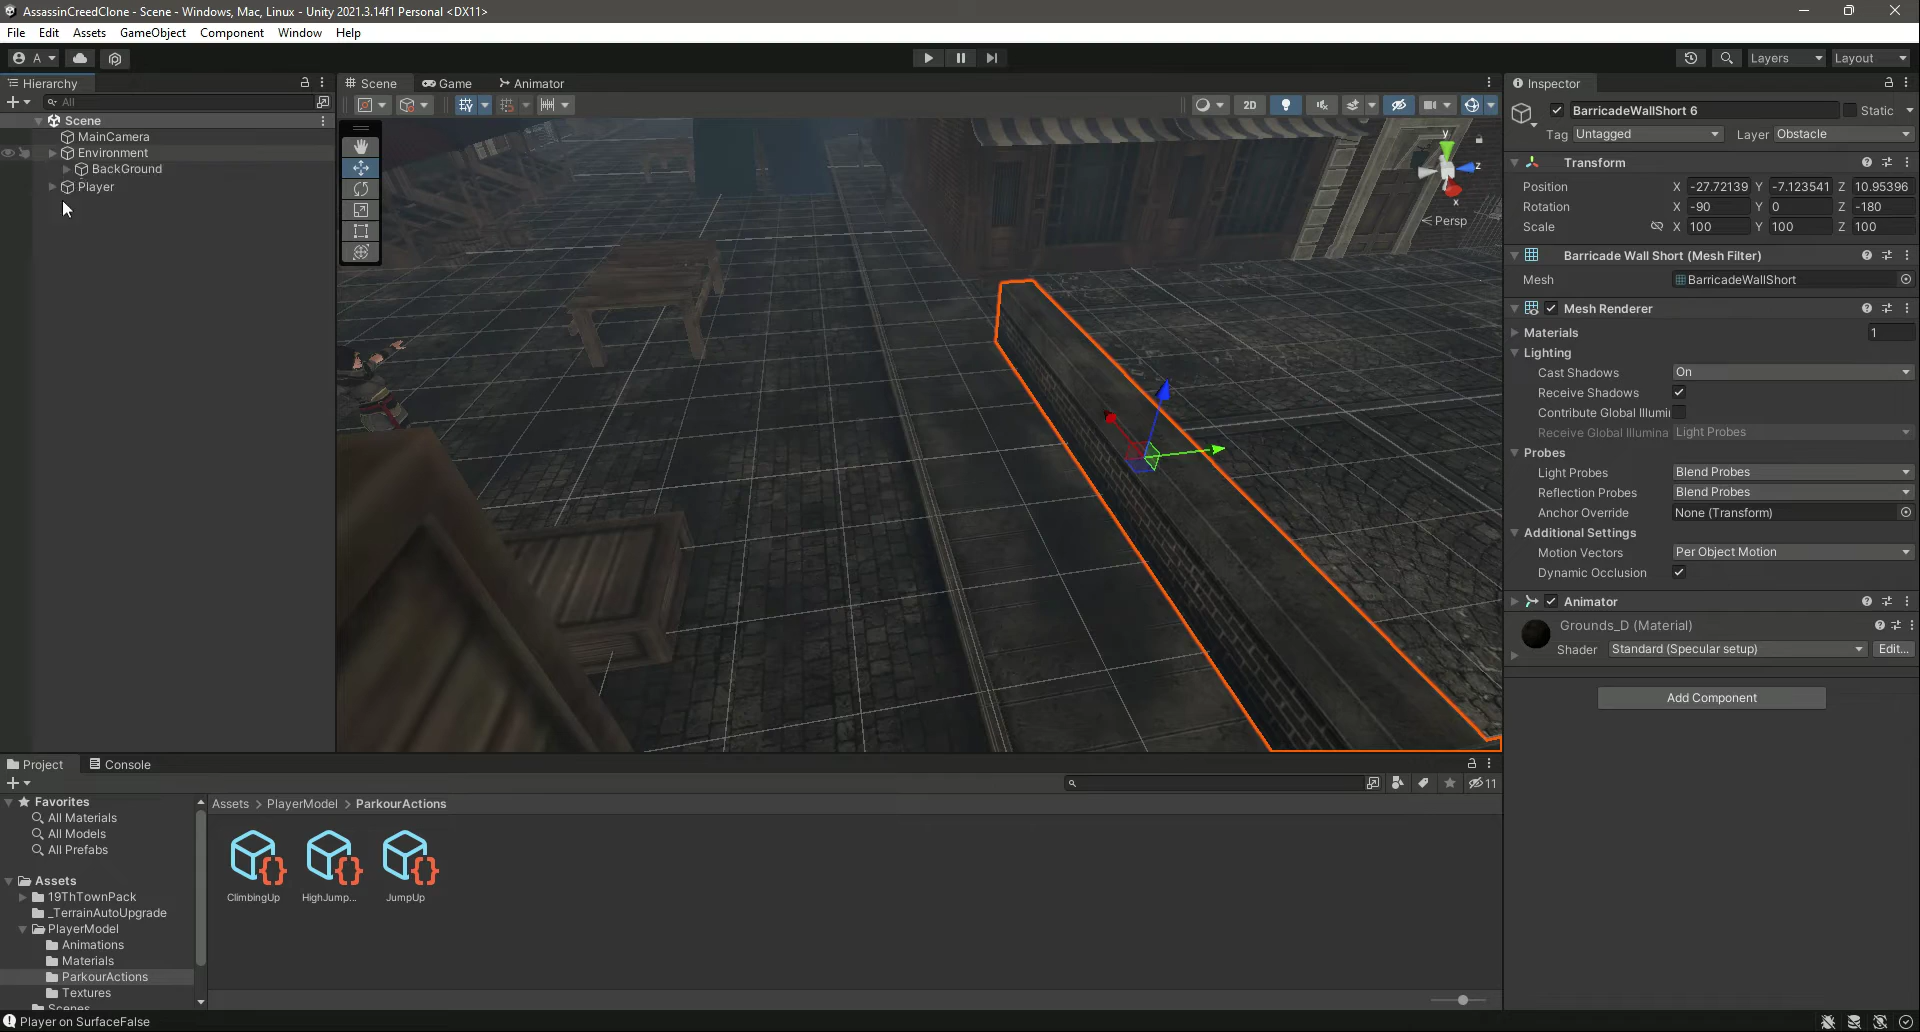 AssassinCreedClone - Scene - Windows, Mac, Linux - Unity 2021.3.14f1 Personal <DX11>
File Edit Assets GameObject Component Window Help
A Layers Layout
Hierarchy
All
Scene
MainCamera
Environment
BackGround
Player
Scene Game Animator
2D
y
z
x
< Persp
Inspector
BarricadeWallShort 6 Static
Tag Untagged Layer Obstacle
Transform
Position X -27.72139 Y -7.123541 Z 10.95396
Rotation X -90 Y 0 Z -180
Scale X 100 Y 100 Z 100
Barricade Wall Short (Mesh Filter)
Mesh BarricadeWallShort
Mesh Renderer
Materials 1
Lighting
Cast Shadows On
Receive Shadows
Contribute Global Illumi
Receive Global Illumina Light Probes
Probes
Light Probes Blend Probes
Reflection Probes Blend Probes
Anchor Override None (Transform)
Additional Settings
Motion Vectors Per Object Motion
Dynamic Occlusion
Animator
Grounds_D (Material)
Shader Standard (Specular setup) Edit...
Add Component
Project Console
11
Favorites
All Materials
All Models
All Prefabs
Assets
19ThTownPack
_TerrainAutoUpgrade
PlayerModel
Animations
Materials
ParkourActions
Textures
Scenes
Assets > PlayerModel > ParkourActions
ClimbingUp HighJump... JumpUp
Player on SurfaceFalse